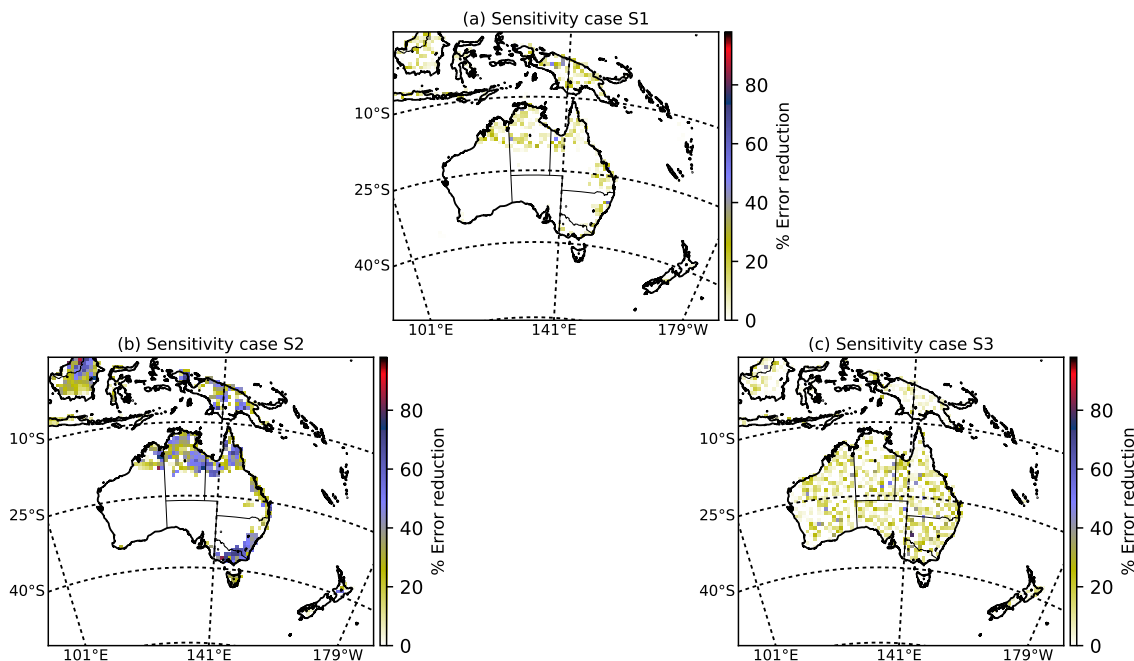 (a) Sensitivity case S1
10°S
25°S
40°S
101°E 141°E 179°W
80
60
40
20
0
% Error reduction
(b) Sensitivity case S2
10°S
25°S
40°S
101°E 141°E 179°W
80
60
40
20
0
% Error reduction
(c) Sensitivity case S3
10°S
25°S
40°S
101°E 141°E 179°W
80
60
40
20
0
% Error reduction